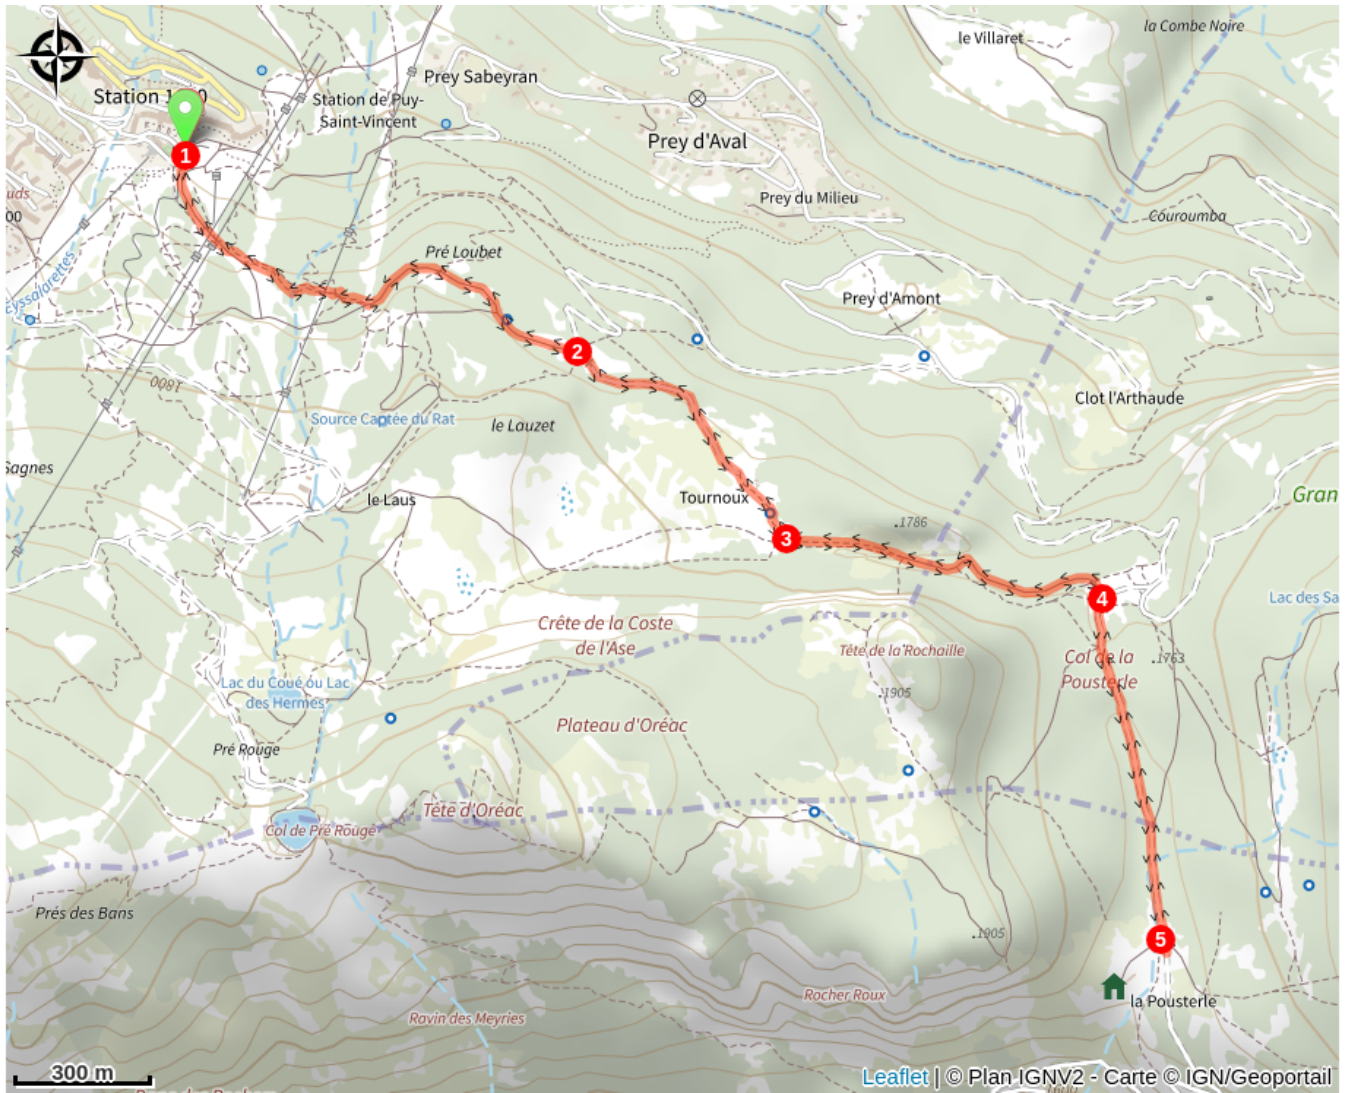 la Combe Noire
le Villaret
Prey Sabeyran
Station de Puy-
Saint-Vincent
Prey d'Aval
1
uds
00
Prey du Milieu
Couroumba
Pré Loubet
Prey d'Amont
2
1800
Clot l'Arthaude
Source Captée du Rat
le Lauzet
Sagnes
le Laus
Tournoux
Gran
.1786
3
4
Lac des Sa
Crête de la Coste
de l'Ase
Tête de la Rochaille
Col de la
Pousterle
.1763
Lac du Coué ou Lac
des Hermes
.1905
Plateau d'Oréac
Pré Rouge
Tête d'Oréac
Col de Pré Rouge
Prés des Bans
.1905
5
Rocher Roux
la Pousterle
Ravin des Meyries
300 m
Leaflet | © Plan IGNV2 - Carte © IGN/Geoportail